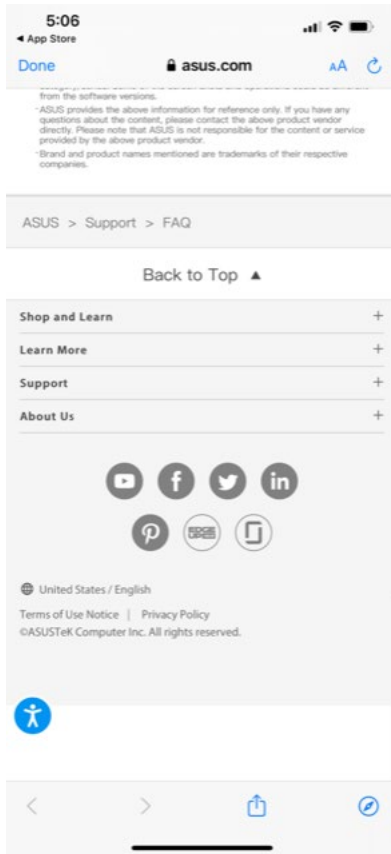 5:06
App Store
Done
asus.com
AA
from the software versions.
-ASUS provides the above information for reference only. If you have any
questions about the content, please contact the above product vendor
directly. Please note that ASUS is not responsible for the content or service
provided by the above product vendor.
-Brand and product names mentioned are trademarks of their respective
companies.
ASUS > Support > FAQ
Back to Top ▲
Shop and Learn +
Learn More +
Support +
About Us +
in
EDGE UP
United States / English
Terms of Use Notice | Privacy Policy
©ASUSTeK Computer Inc. All rights reserved.